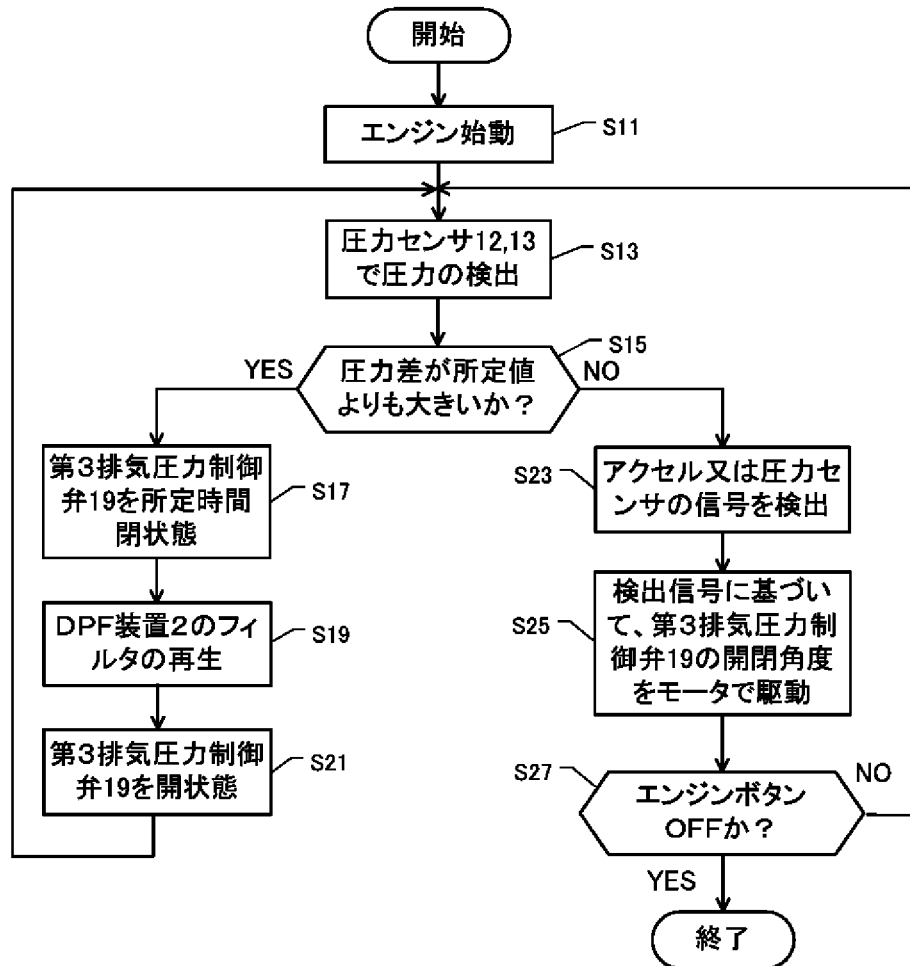 開始
エンジン始動
S11
圧力センサ12,13
で圧力の検出
S13
圧力差が所定値
よりも大きいか？
S15
YES
NO
第3排気圧力制御
弁19を所定時間
閉状態
S17
DPF装置2のフィ
ルタの再生
S19
第3排気圧力制御
弁19を開状態
S21
S23
アクセル又は圧力セ
ンサの信号を検出
S25
検出信号に基づい
て、第3排気圧力制
御弁19の開閉角度
をモータで駆動
S27
エンジンボタン
OFFか？
NO
YES
終了